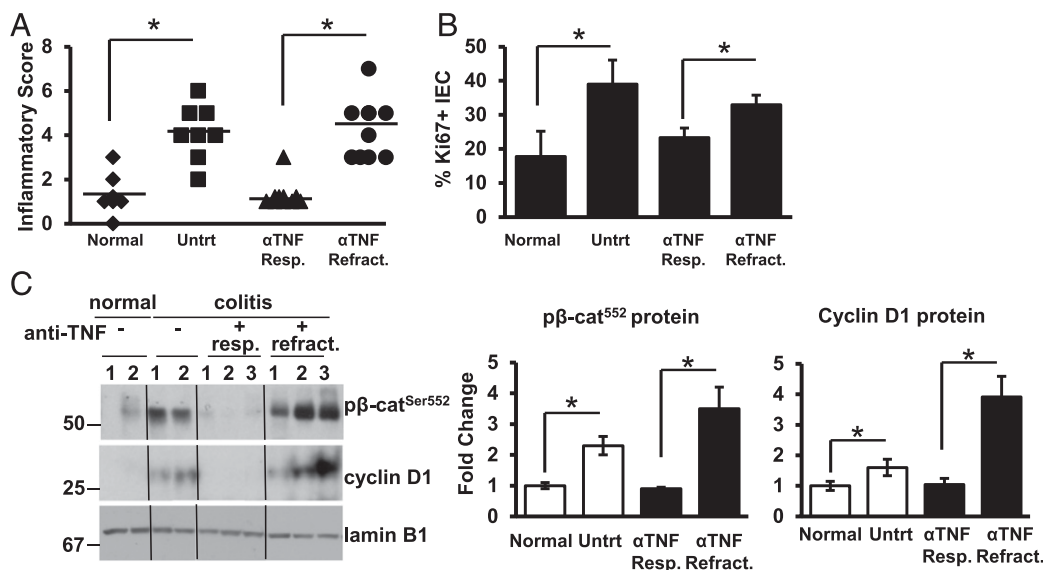 A
Inflammatory Score
8
6
4
2
0
*
*
Normal
Untrt
αTNF
Resp.
αTNF
Refract.
B
% Ki67+ IEC
50
40
30
20
10
0
*
*
Normal
Untrt
αTNF
Resp.
αTNF
Refract.
C
normal colitis
anti-TNF - - + +
resp. refract.
1 2 1 2 1 2 3 1 2 3
50 pβ-catSer552
25 cyclin D1
67 lamin B1
pβ-cat⁵⁵² protein
Fold Change
5
4
3
2
1
0
*
*
Normal Untrt αTNF αTNF
Resp. Refract.
Cyclin D1 protein
5
4
3
2
1
0
*
*
Normal Untrt αTNF αTNF
Resp. Refract.